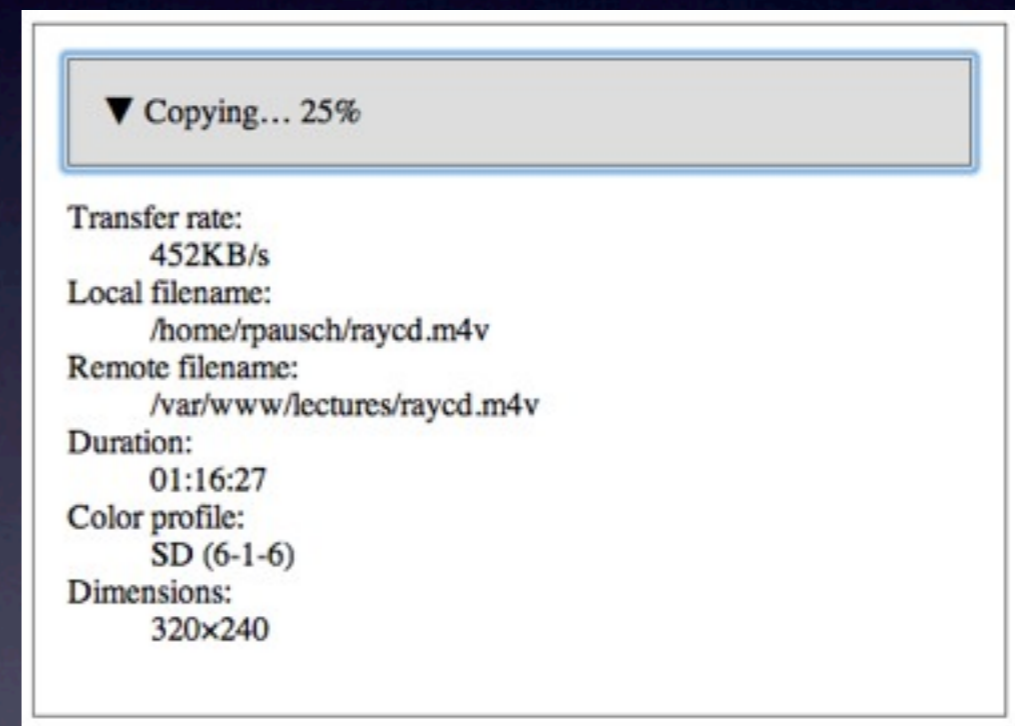 ▼ Copying… 25%
Transfer rate:
452KB/s
Local filename:
/home/rpausch/raycd.m4v
Remote filename:
/var/www/lectures/raycd.m4v
Duration:
01:16:27
Color profile:
SD (6-1-6)
Dimensions:
320×240